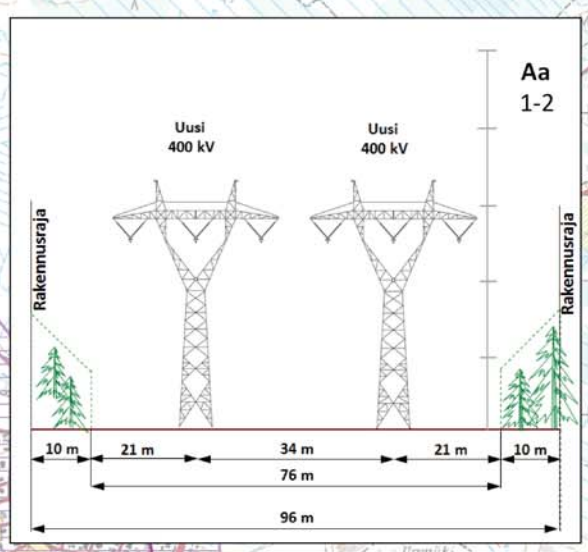 Aa
1-2
Uusi
400 kV
Uusi
400 kV
Rakennusraja
Rakennusraja
10 m
21 m
34 m
21 m
10 m
76 m
96 m